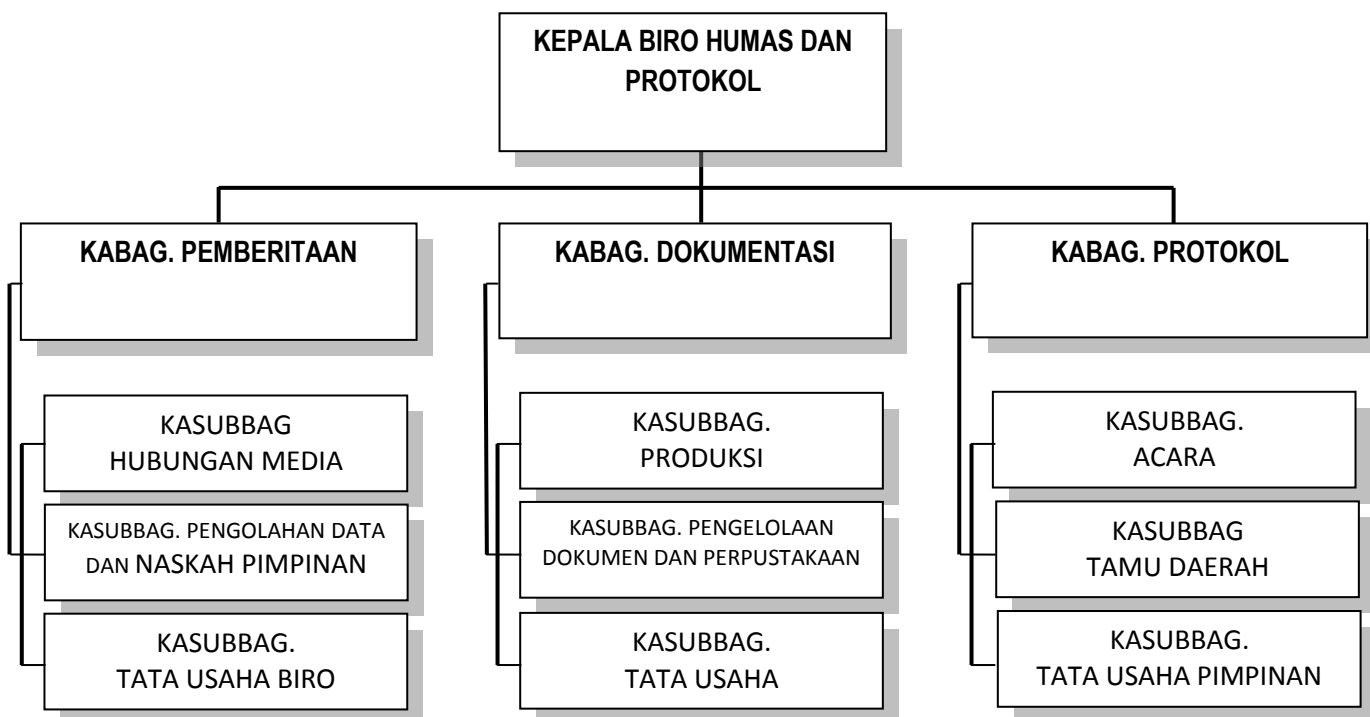 KEPALA BIRO HUMAS DAN
PROTOKOL
KABAG. PEMBERITAAN
KABAG. DOKUMENTASI
KABAG. PROTOKOL
KASUBBAG
HUBUNGAN MEDIA
KASUBBAG. PENGOLAHAN DATA
DAN NASKAH PIMPINAN
KASUBBAG.
TATA USAHA BIRO
KASUBBAG.
PRODUKSI
KASUBBAG. PENGELOLAAN
DOKUMEN DAN PERPUSTAKAAN
KASUBBAG.
TATA USAHA
KASUBBAG.
ACARA
KASUBBAG
TAMU DAERAH
KASUBBAG.
TATA USAHA PIMPINAN